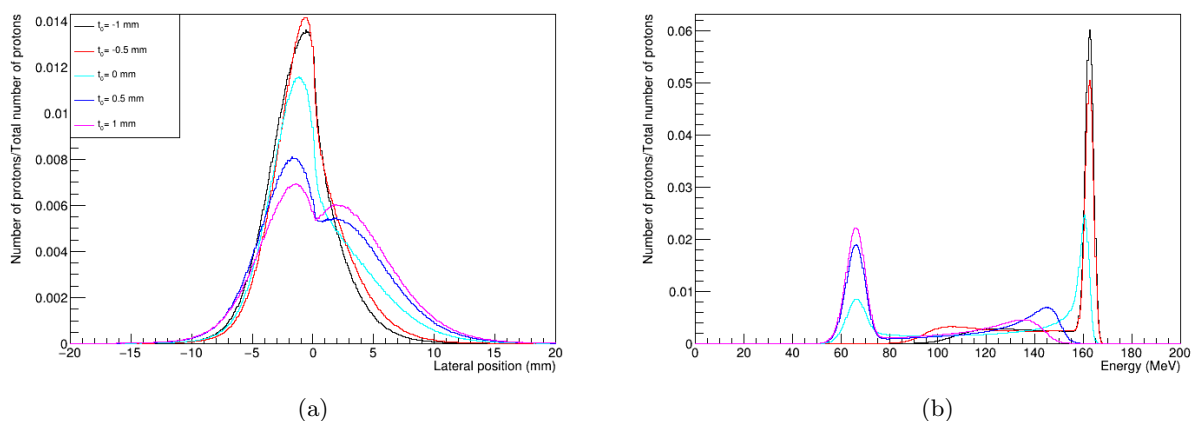 t₀= -1 mm
t₀= -0.5 mm
t₀= 0 mm
t₀= 0.5 mm
t₀= 1 mm
Number of protons/Total number of protons
0.014
0.012
0.01
0.008
0.006
0.004
0.002
0
−20 −15 −10 −5 0 5 10 15 20
Lateral position (mm)
(a)
Number of protons/Total number of protons
0.06
0.05
0.04
0.03
0.02
0.01
0
0 20 40 60 80 100 120 140 160 180 200
Energy (MeV)
(b)